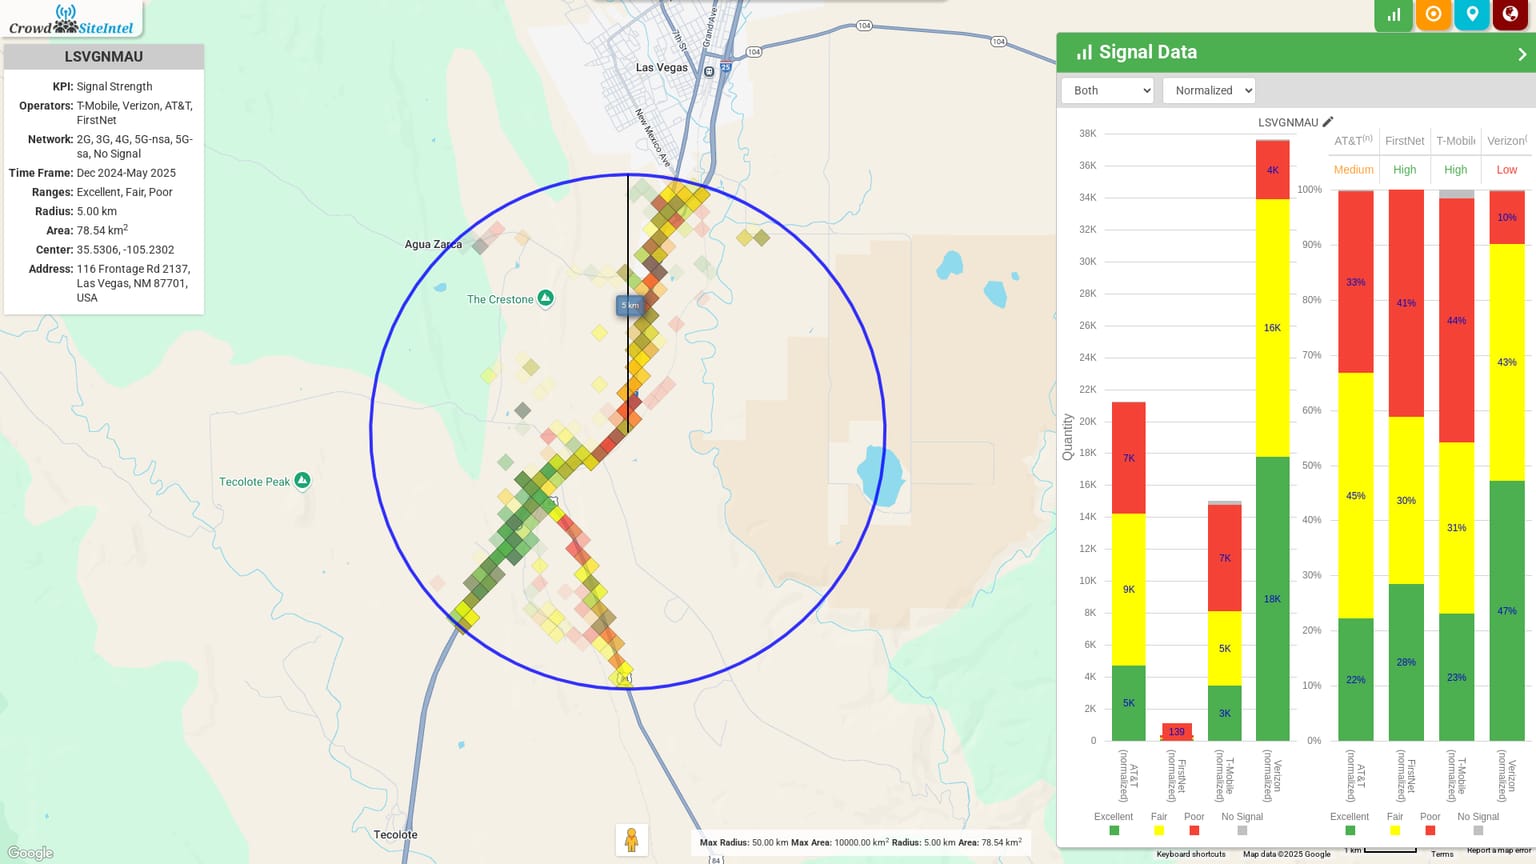 Crowd SiteIntel
LSVGNMAU
KPI: Signal Strength
Operators: T-Mobile, Verizon, AT&T,
FirstNet
Network: 2G, 3G, 4G, 5G-nsa, 5G-
sa, No Signal
Time Frame: Dec 2024-May 2025
Ranges: Excellent, Fair, Poor
Radius: 5.00 km
Area: 78.54 km²
Center: 35.5306, -105.2302
Address: 116 Frontage Rd 2137,
Las Vegas, NM 87701,
USA
7th St
Grand Ave
104
104
104
25
Las Vegas
New Mexico Ave
Agua Zarca
The Crestone
5 km
Tecolote Peak
Tecolote
84
Google
Max Radius: 50.00 km Max Area: 10000.00 km² Radius: 5.00 km Area: 78.54 km²
Signal Data
Both
Normalized
LSVGNMAU
38K
36K
34K
32K
30K
28K
26K
24K
22K
20K
18K
16K
14K
12K
10K
8K
6K
4K
2K
0
Quantity
7K
9K
5K
139
7K
5K
3K
4K
16K
18K
AT&T
(normalized)
FirstNet
(normalized)
T-Mobile
(normalized)
Verizon
(normalized)
Excellent Fair Poor No Signal
AT&T(n) FirstNet T-Mobil Verizon(
Medium High High Low
100%
90%
80%
70%
60%
50%
40%
30%
20%
10%
0%
33%
45%
22%
41%
30%
28%
44%
31%
23%
10%
43%
47%
AT&T
(normalized)
FirstNet
(normalized)
T-Mobile
(normalized)
Verizon
(normalized)
Excellent Fair Poor No Signal
Keyboard shortcuts Map data ©2025 Google 1 km Terms Report a map error